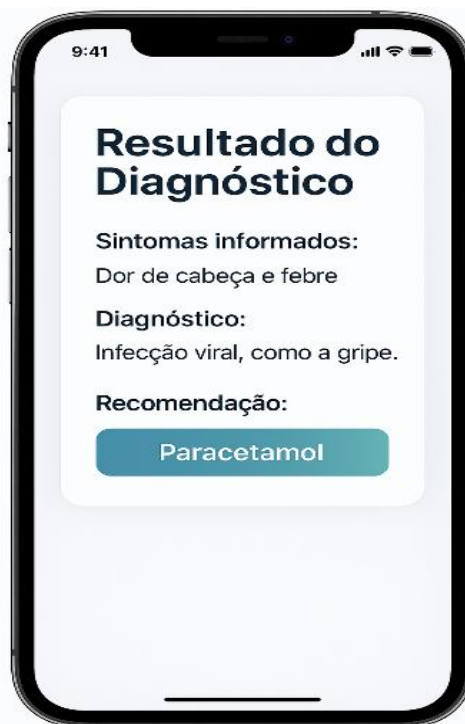 9:41
Resultado do
Diagnóstico
Sintomas informados:
Dor de cabeça e febre
Diagnóstico:
Infecção viral, como a gripe.
Recomendação:
Paracetamol